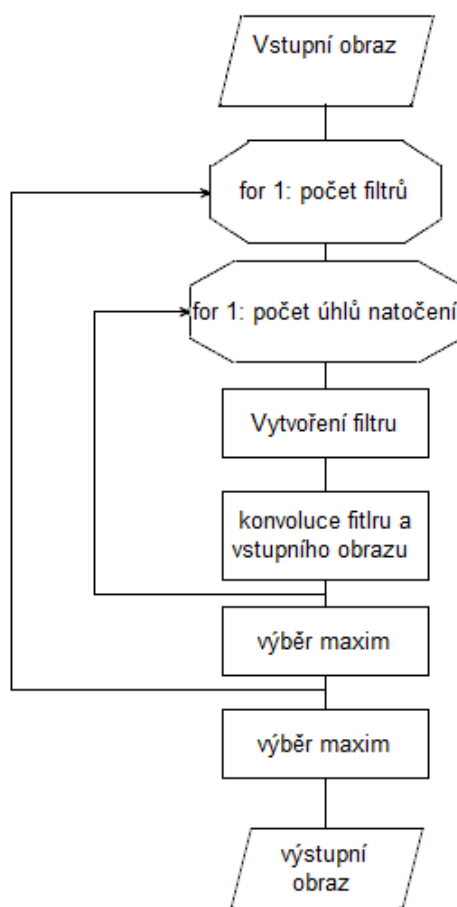 Vstupní obraz
for 1: počet filtrů
for 1: počet úhlů natočení
Vytvoření filtru
konvoluce fitlru a
vstupního obrazu
výběr maxim
výběr maxim
výstupní
obraz